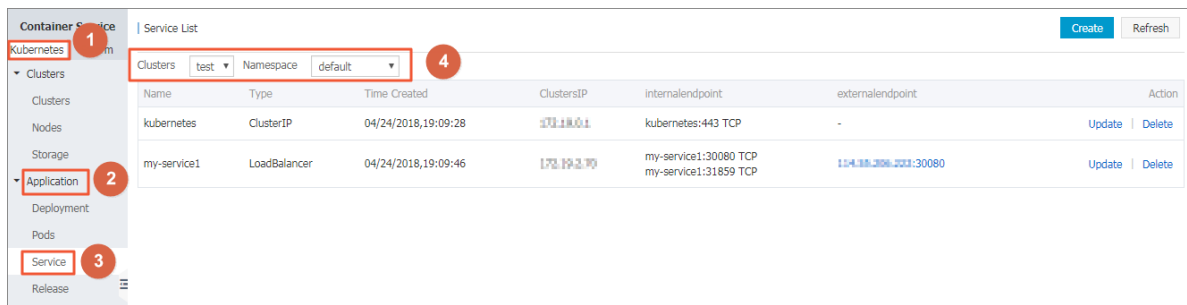 Container S ice
Kubernetes m
1
Clusters
Clusters
Nodes
Storage
Application
2
Deployment
Pods
Service
3
Release
Service List
Create
Refresh
Clusters test Namespace default
4
Name Type Time Created ClustersIP internalendpoint externalendpoint Action
kubernetes ClusterIP 04/24/2018,19:09:28 kubernetes:443 TCP - Update | Delete
my-service1 LoadBalancer 04/24/2018,19:09:46 my-service1:30080 TCP :30080 Update | Delete
my-service1:31859 TCP